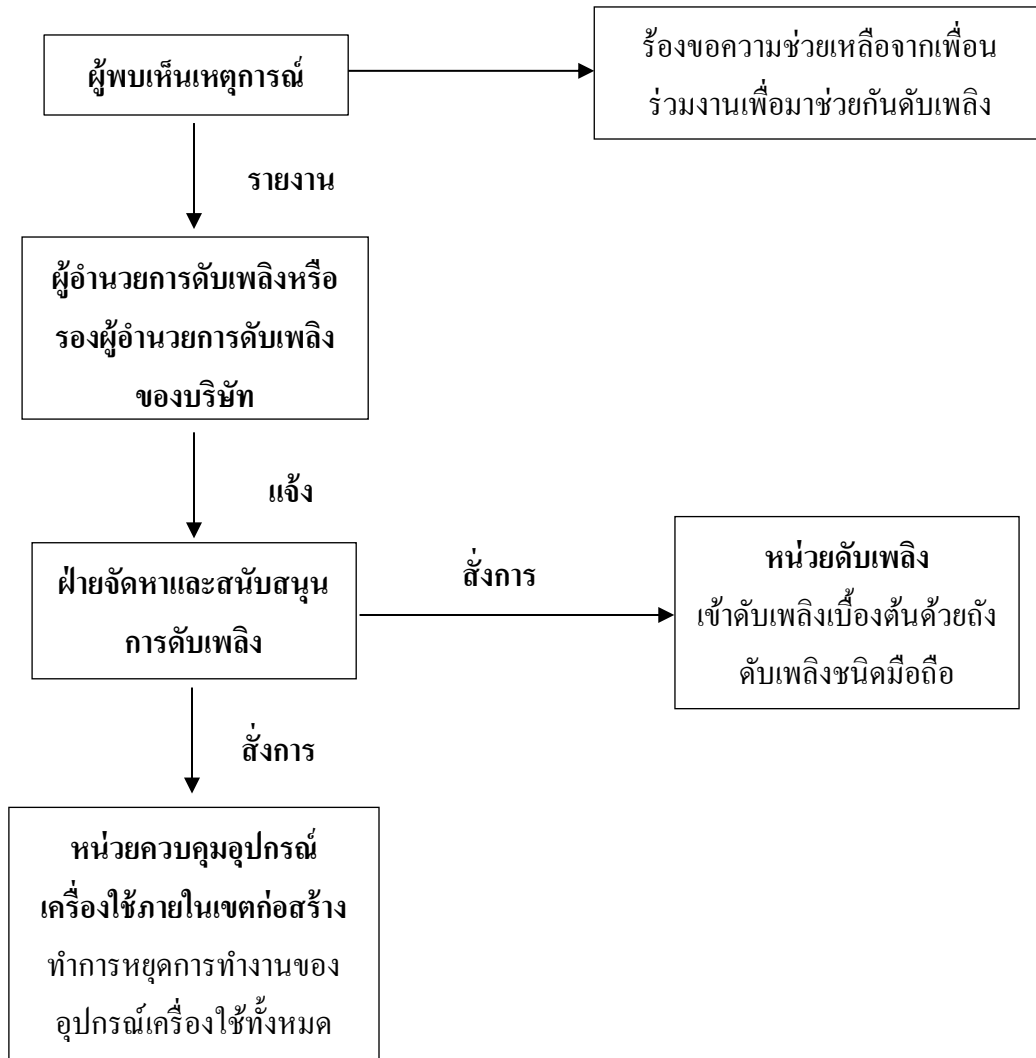 ผู้พบเห็นเหตุการณ์
ร้องขอความช่วยเหลือจากเพื่อน
ร่วมงานเพื่อมาช่วยกันดับเพลิง
รายงาน
ผู้อำนวยการดับเพลิงหรือ
รองผู้อำนวยการดับเพลิง
ของบริษัท
แจ้ง
ฝ่ายจัดหาและสนับสนุน
การดับเพลิง
สั่งการ
หน่วยดับเพลิง
เข้าดับเพลิงเบื้องต้นด้วยถัง
ดับเพลิงชนิดมือถือ
สั่งการ
หน่วยควบคุมอุปกรณ์
เครื่องใช้ภายในเขตก่อสร้าง
ทำการหยุดการทำงานของ
อุปกรณ์เครื่องใช้ทั้งหมด